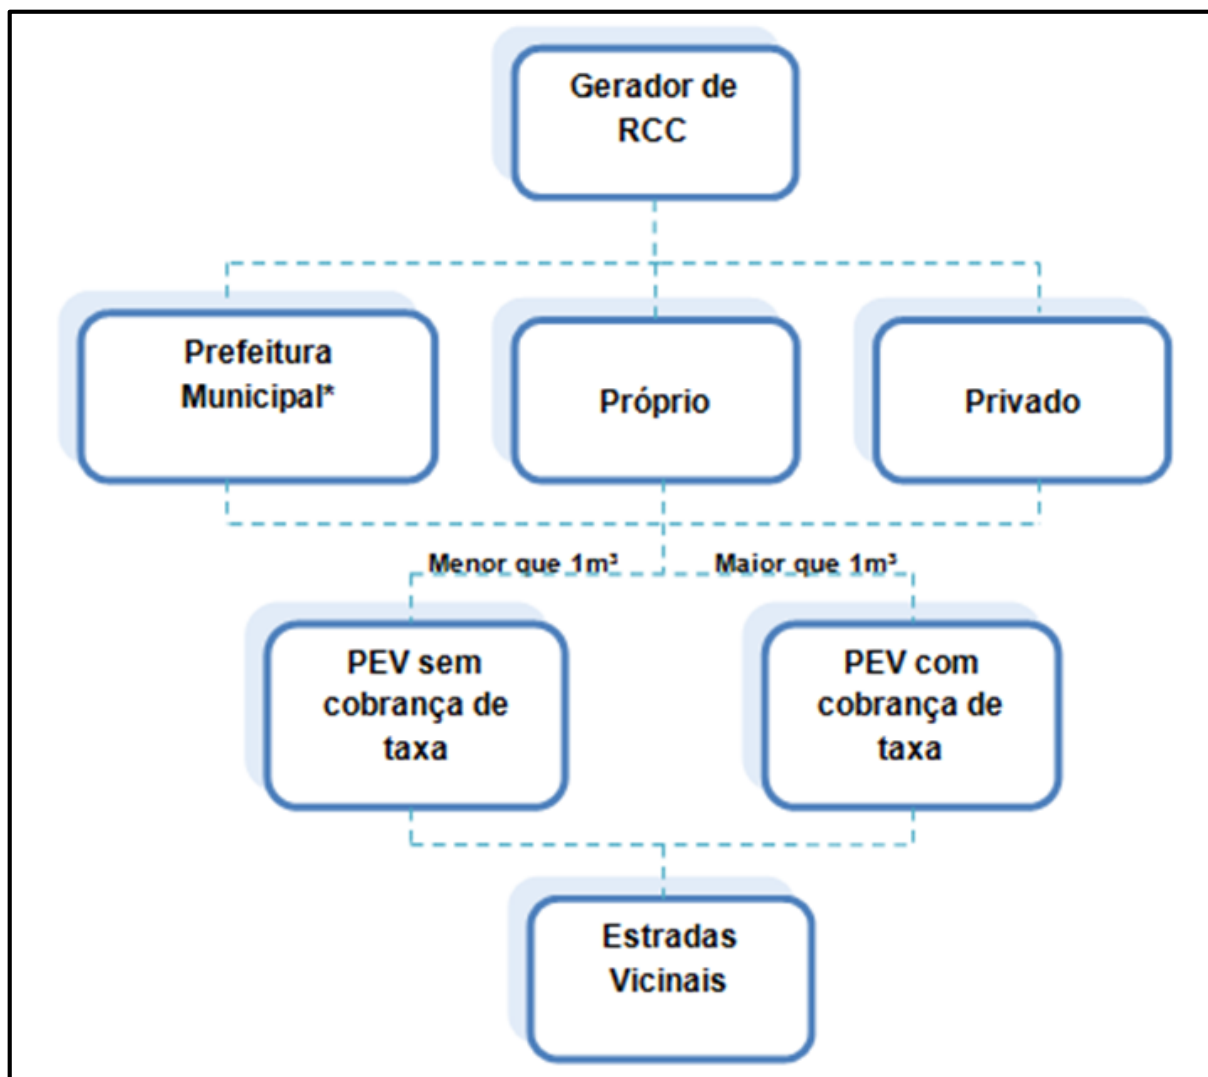 Gerador de
RCC
Prefeitura
Municipal*
Próprio
Privado
Menor que 1m³
Maior que 1m³
PEV sem
cobrança de
taxa
PEV com
cobrança de
taxa
Estradas
Vicinais